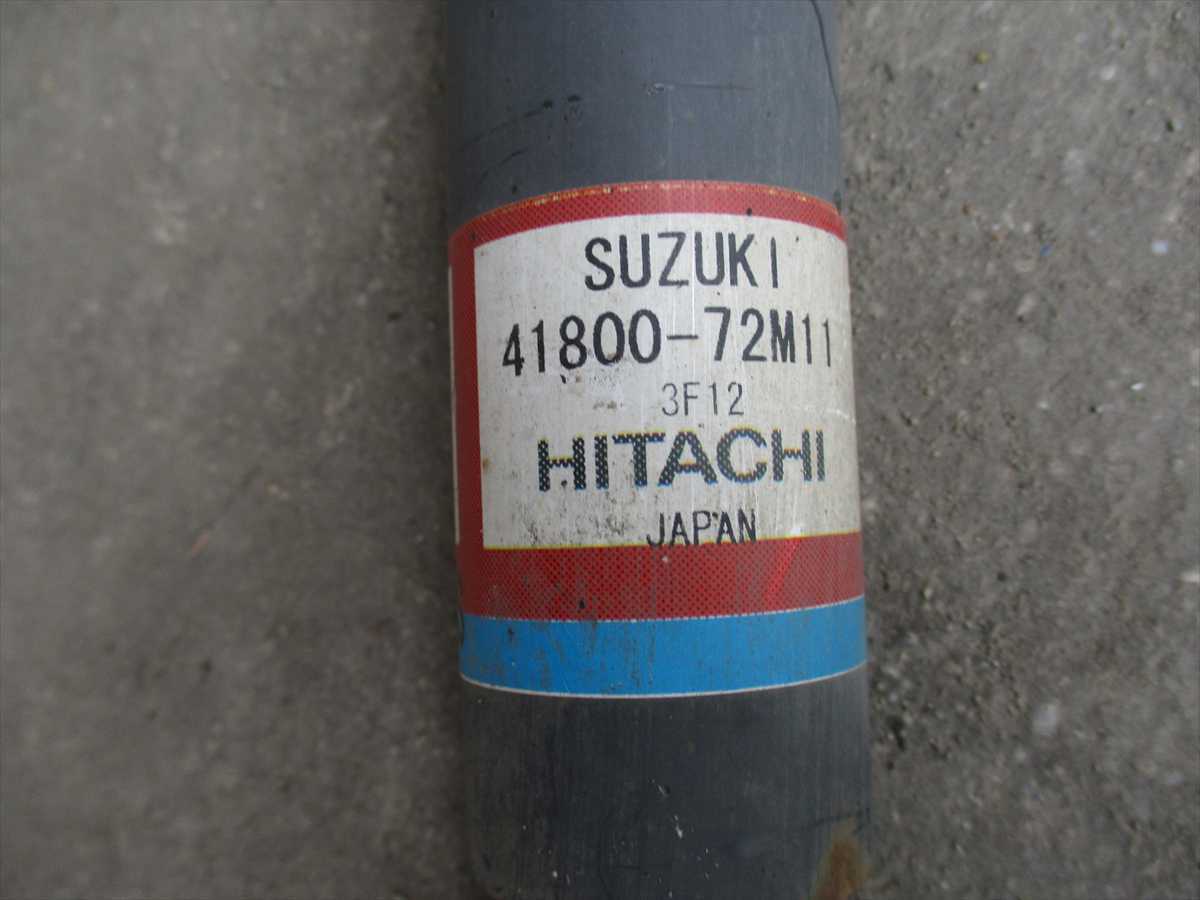 SUZUKI
41800-72M11
3F12
HITACHI
JAPAN